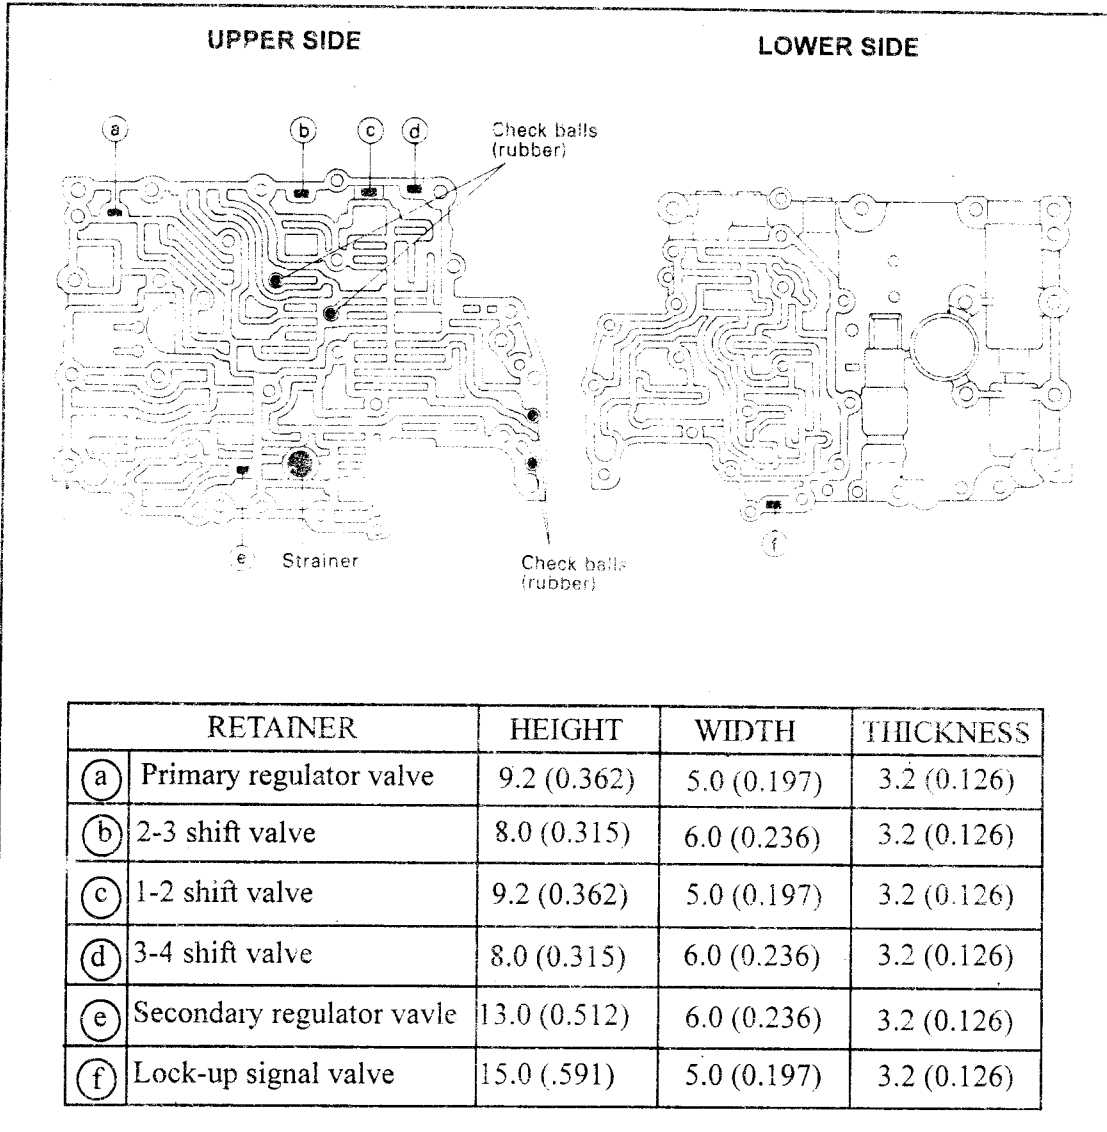 UPPER SIDE
LOWER SIDE
a
b
c
d
Check balls
(rubber)
e
Strainer
Check balls
(rubber)
f
RETAINER HEIGHT WIDTH THICKNESS
a Primary regulator valve 9.2 (0.362) 5.0 (0.197) 3.2 (0.126)
b 2-3 shift valve 8.0 (0.315) 6.0 (0.236) 3.2 (0.126)
c 1-2 shift valve 9.2 (0.362) 5.0 (0.197) 3.2 (0.126)
d 3-4 shift valve 8.0 (0.315) 6.0 (0.236) 3.2 (0.126)
e Secondary regulator vavle 13.0 (0.512) 6.0 (0.236) 3.2 (0.126)
f Lock-up signal valve 15.0 (.591) 5.0 (0.197) 3.2 (0.126)